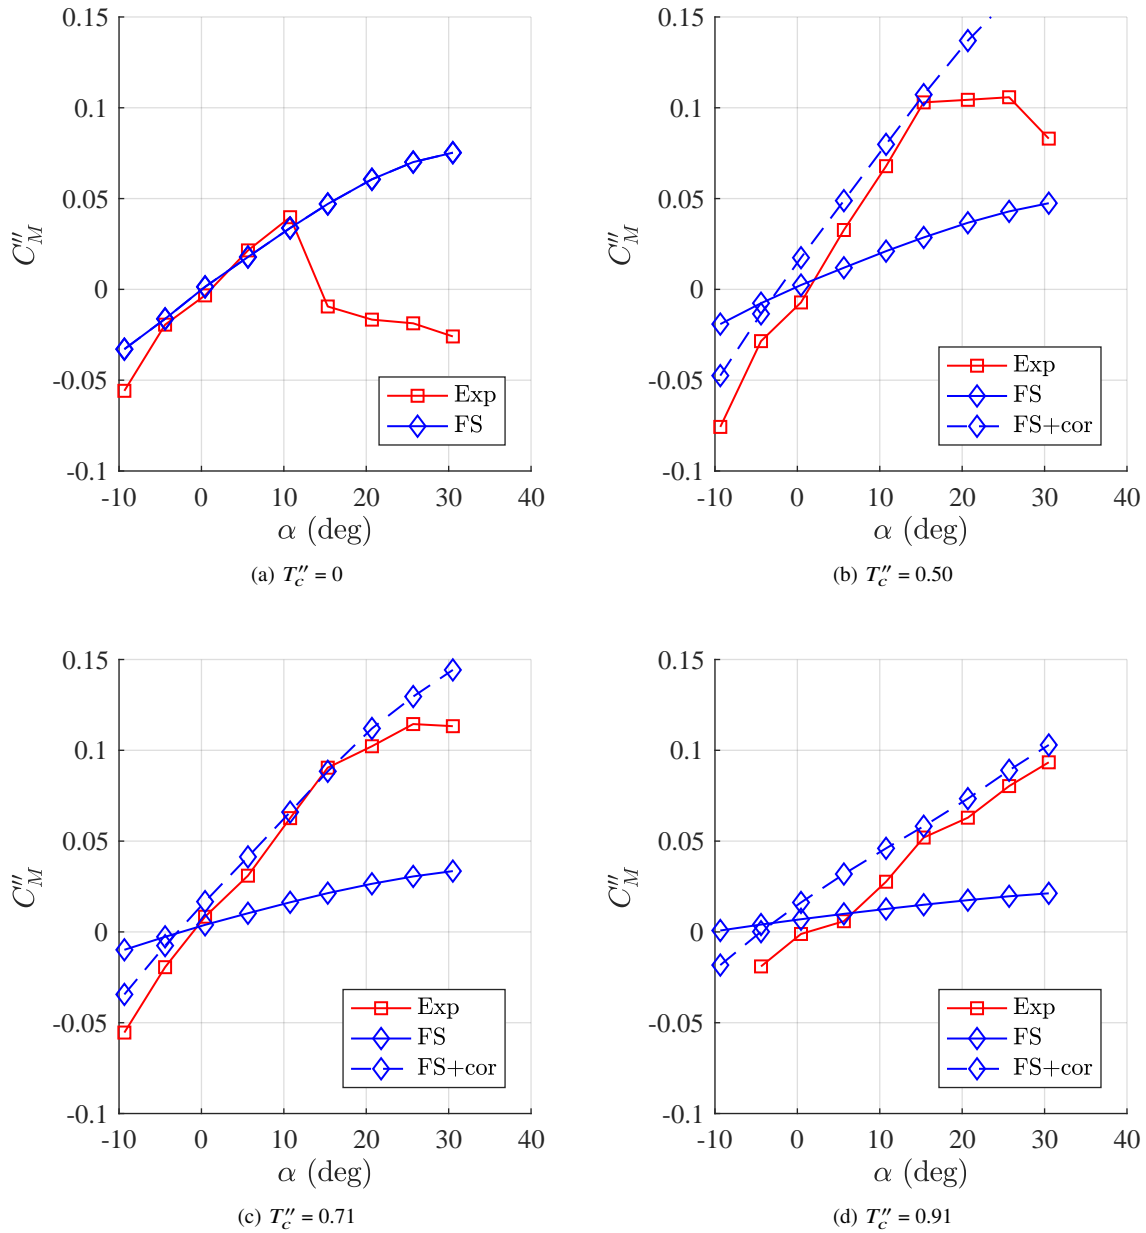 0.15
0.1
0.05
0
-0.05
-0.1
C''_M
-10 0 10 20 30 40
α (deg)
Exp
FS
(a) T''_c = 0
0.15
0.1
0.05
0
-0.05
-0.1
C''_M
-10 0 10 20 30 40
α (deg)
Exp
FS
FS+cor
(b) T''_c = 0.50
0.15
0.1
0.05
0
-0.05
-0.1
C''_M
-10 0 10 20 30 40
α (deg)
Exp
FS
FS+cor
(c) T''_c = 0.71
0.15
0.1
0.05
0
-0.05
-0.1
C''_M
-10 0 10 20 30 40
α (deg)
Exp
FS
FS+cor
(d) T''_c = 0.91